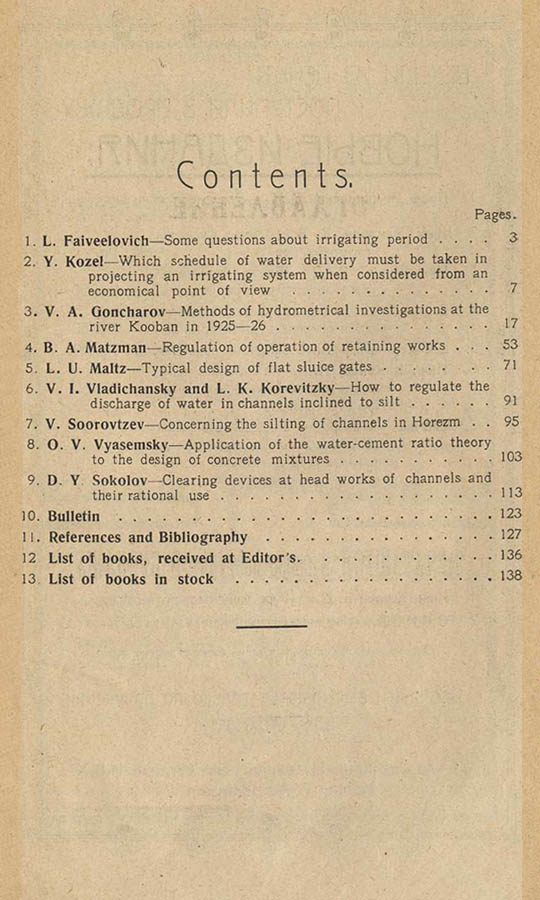 Contents.
Pages.
1. L. Faiveelovich—Some questions about irrigating period . . . . 3
2. Y. Kozel—Which schedule of water delivery must be taken in
projecting an irrigating system when considered from an
economical point of view . . . . . . . . . . . . . 7
3. V. A. Goncharov—Methods of hydrometrical investigations at the
river Kooban in 1925—26 . . . . . . . . . . . . . . 17
4. B. A. Matzman—Regulation of operation of retaining works . . . 53
5. L. U. Maltz—Typical design of flat sluice gates . . . . . . . 71
6. V. I. Vladichansky and L. K. Korevitzky—How to regulate the
discharge of water in channels inclined to silt . . . . . . 91
7. V. Soorovtzev—Concerning the silting of channels in Horezm . . 95
8. O. V. Vyasemsky—Application of the water-cement ratio theory
to the design of concrete mixtures . . . . . . . . . . 103
9. D. Y. Sokolov—Clearing devices at head works of channels and
their rational use . . . . . . . . . . . . . . . . . 113
10. Bulletin . . . . . . . . . . . . . . . . . . . . . . 123
11. References and Bibliography . . . . . . . . . . . . . . 127
12 List of books, received at Editor's. . . . . . . . . . . . 136
13. List of books in stock . . . . . . . . . . . . . . . . 138